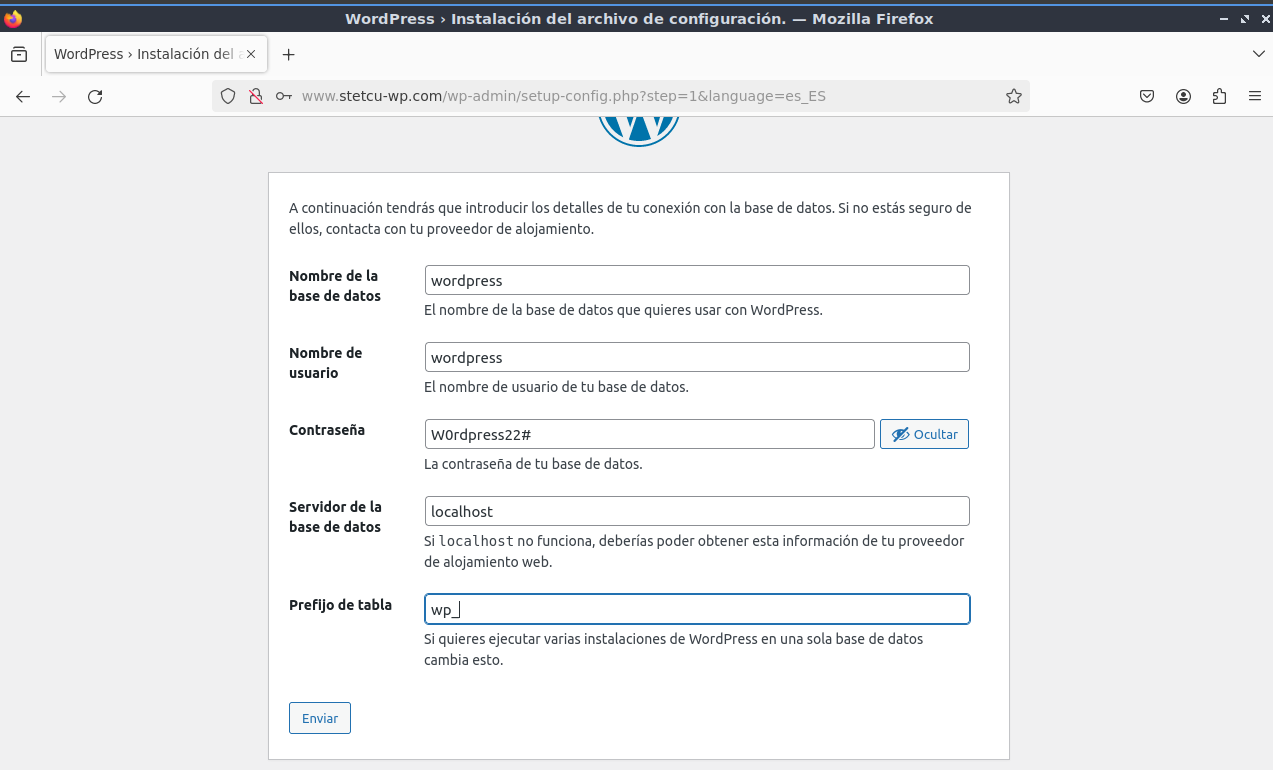 WordPress › Instalación del archivo de configuración. — Mozilla Firefox
WordPress › Instalación del a
www.stetcu-wp.com/wp-admin/setup-config.php?step=1&language=es_ES
A continuación tendrás que introducir los detalles de tu conexión con la base de datos. Si no estás seguro de
ellos, contacta con tu proveedor de alojamiento.
Nombre de la
base de datos
wordpress
El nombre de la base de datos que quieres usar con WordPress.
Nombre de
usuario
wordpress
El nombre de usuario de tu base de datos.
Contraseña
W0rdpress22#
Ocultar
La contraseña de tu base de datos.
Servidor de la
base de datos
localhost
Si localhost no funciona, deberías poder obtener esta información de tu proveedor
de alojamiento web.
Prefijo de tabla
wp_
Si quieres ejecutar varias instalaciones de WordPress en una sola base de datos
cambia esto.
Enviar